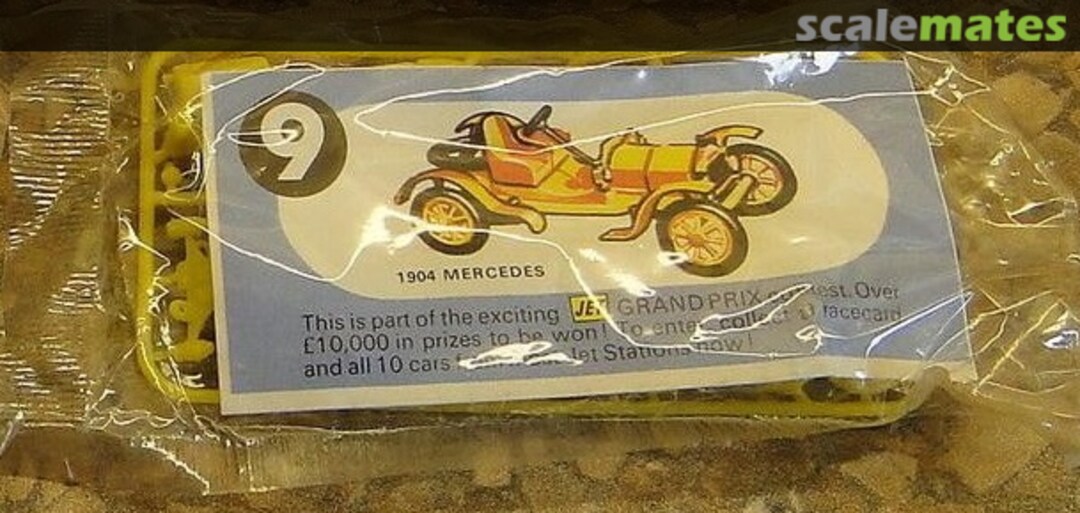 scalemates
9
1904 MERCEDES
This is part of the exciting JET GRAND PRIX contest. Over
£10,000 in prizes to be won! To enter collect a racecard
and all 10 cars Jet Stations now!